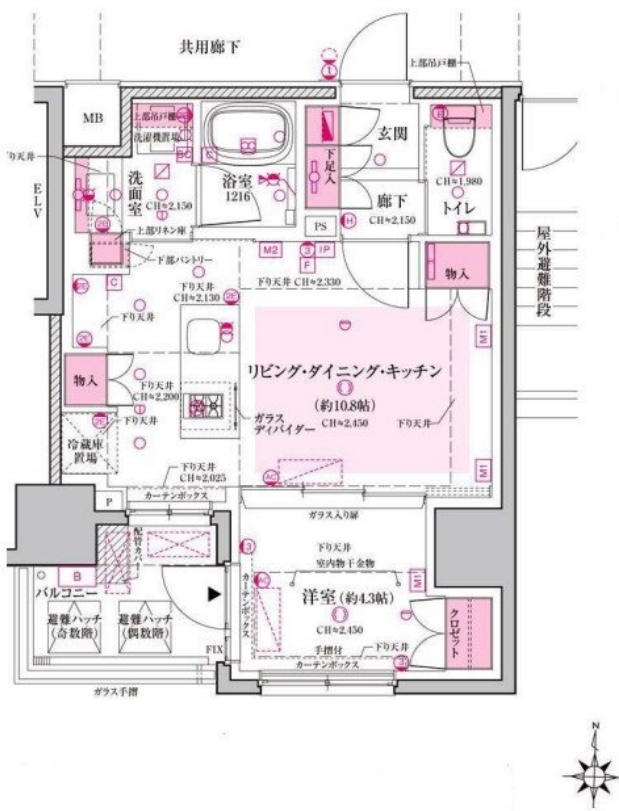 共用廊下
上部吊戸棚
MB
上部吊戸棚
洗濯機置場
玄関
下り天井
BC
下足入
ELV
洗面室
CH≒2,150
浴室
1216
廊下
CH≒2,150
CH≒1,980
トイレ
上部リネン庫
PS
H
屋外避難階段
下部パントリー
M2
3
IP
F
物入
2E
C
下り天井
CH≒2,130
2E
下り天井 CH≒2,330
下り天井
2E
M1
物入
下り天井
CH≒2,200
リビング・ダイニング・キッチン
(約10.8帖)
CH≒2,450
ガラス
ディバイダー
下り天井
冷蔵庫
置場
2E
下り天井
下り天井
CH≒2,025
AC
M1
P
カーテンボックス
ガラス入り扉
配管カバー
3
下り天井
室内物干金物
B
バルコニー
AC
M1
カーテンボックス
洋室(約4.3帖)
CH≒2,450
クロゼット
避難ハッチ
(奇数階)
避難ハッチ
(偶数階)
FIX
手摺付
下り天井
カーテンボックス
3
ガラス手摺
N